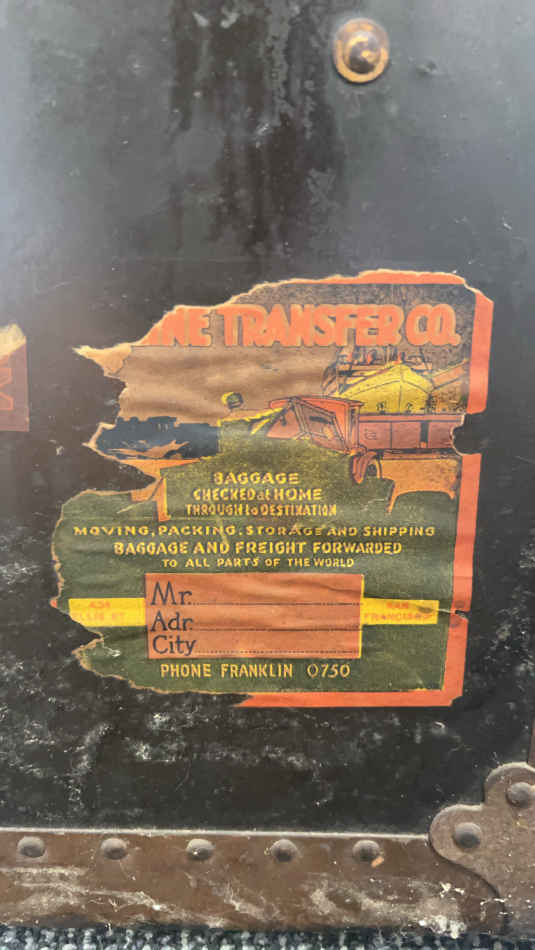 NE TRANSFER CO.
BAGGAGE
CHECKED at HOME
THROUGH to DESTINATION
MOVING, PACKING, STORAGE AND SHIPPING
BAGGAGE AND FREIGHT FORWARDED
TO ALL PARTS OF THE WORLD
Mr.
SAN
Adr.
FRANCISCO
City
PHONE FRANKLIN 0750